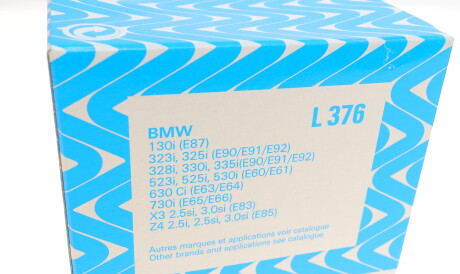 L 376
BMW
130i (E87)
323i, 325i (E90/E91/E92)
328i, 330i, 335i(E90/E91/E92)
523i, 525i, 530i (E60/E61)
630 Ci (E63/E64)
730i (E65/E66)
X3 2.5si, 3.0si (E83)
Z4 2.5i, 2.5si, 3.0si (E85)
Autres marques et applications voir catalogue
Other brands and applications see catalogue